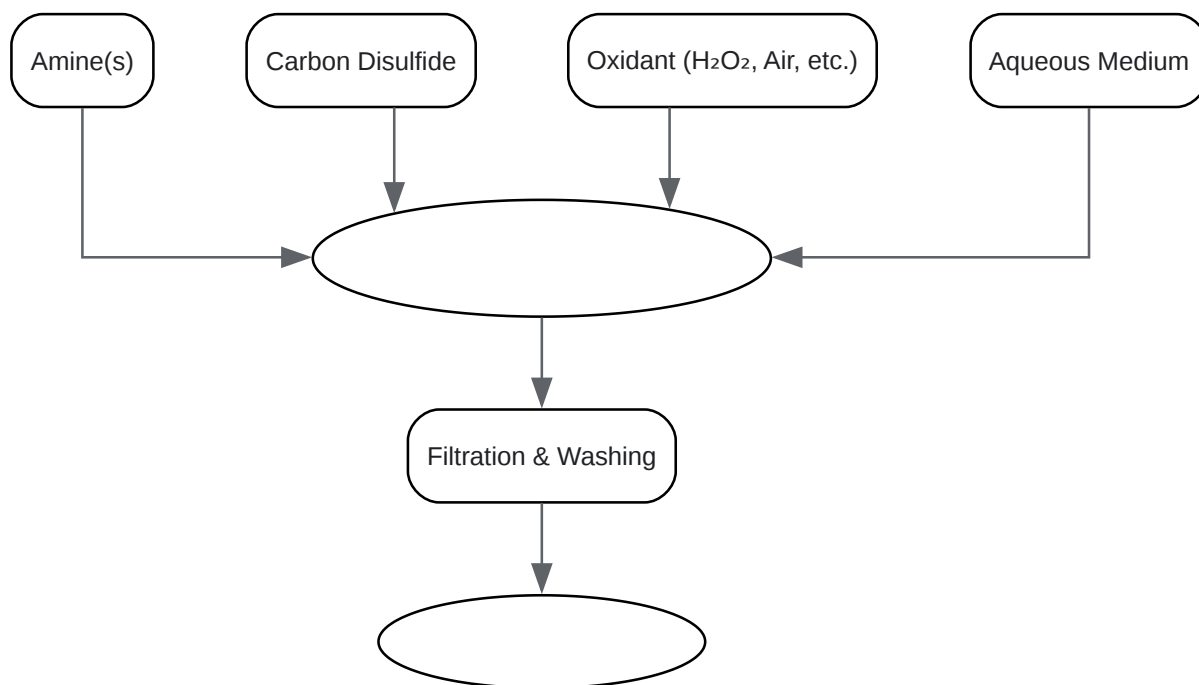 Amine(s)
Carbon Disulfide
Oxidant (H₂O₂, Air, etc.)
Aqueous Medium
Filtration & Washing